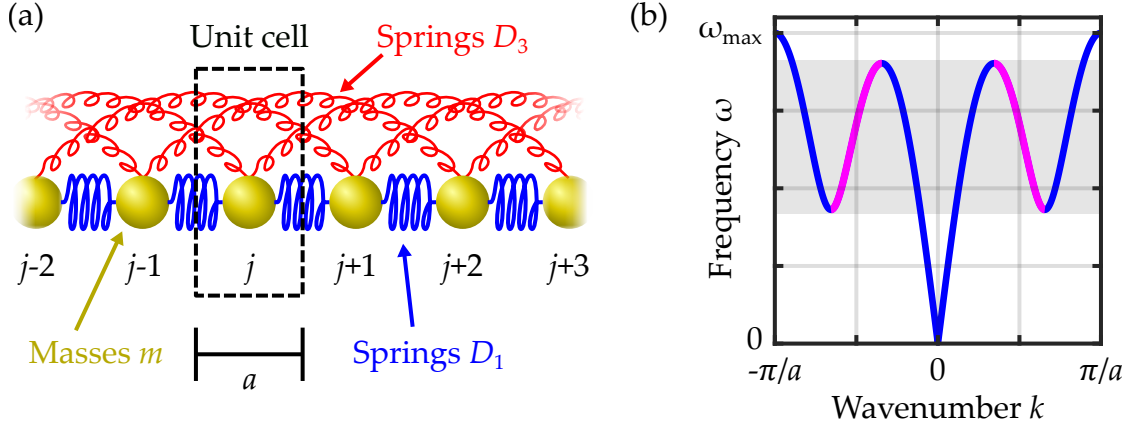 (a)
Unit cell
Springs D₃
j-2
j-1
j
j+1
j+2
j+3
Masses m
a
Springs D₁
(b)
ωmax
Frequency ω
0
-π/a
0
π/a
Wavenumber k